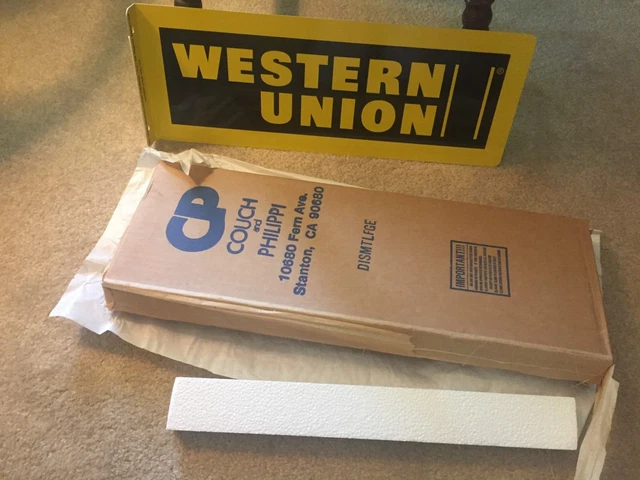 WESTERN
UNION
®
CP
COUCH
and
PHILIPPI
10680 Fern Ave.
Stanton, CA 90680
DISMTLFGE
IMPORTANT!!